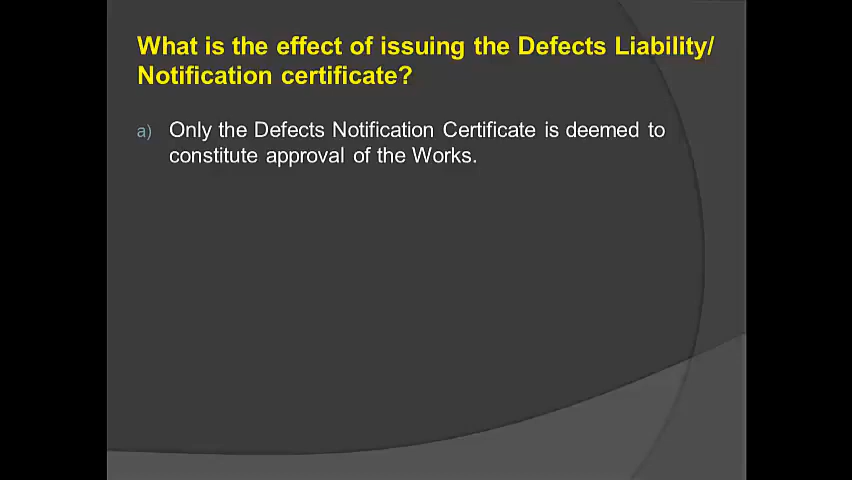 What is the effect of issuing the Defects Liability/
Notification certificate?
a) Only the Defects Notification Certificate is deemed to
constitute approval of the Works.